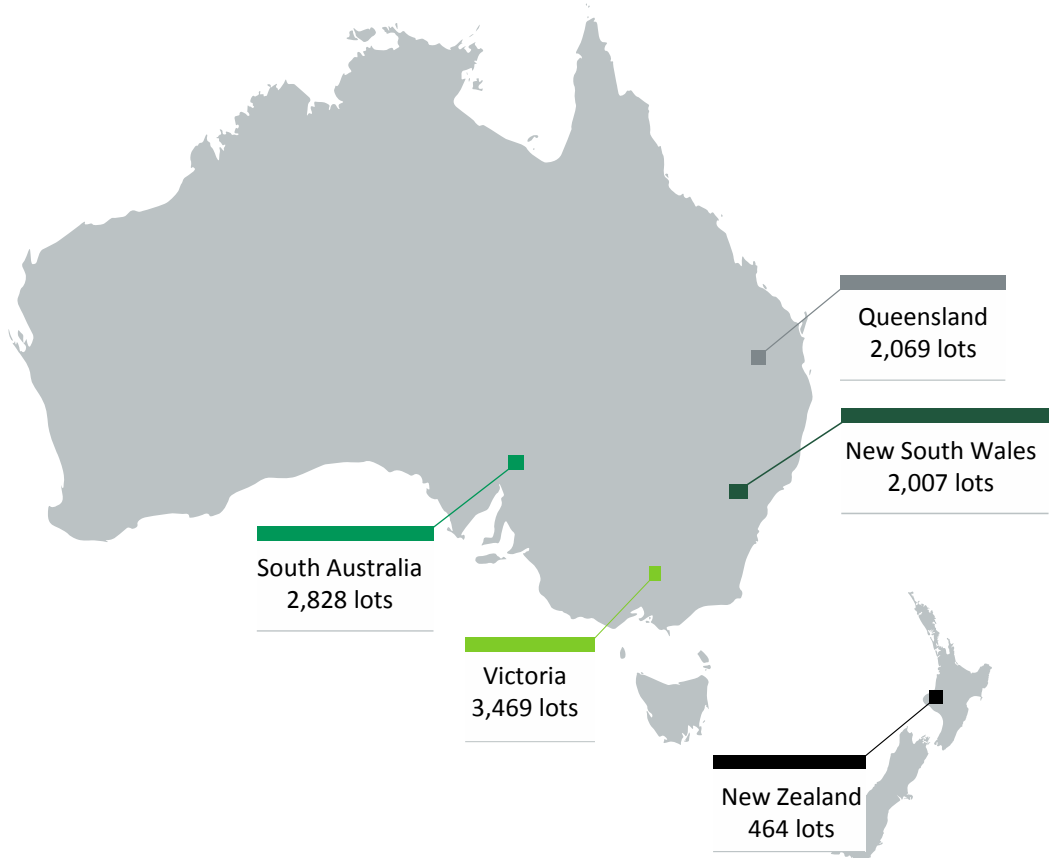 Queensland
2,069 lots
New South Wales
2,007 lots
South Australia
2,828 lots
Victoria
3,469 lots
New Zealand
464 lots